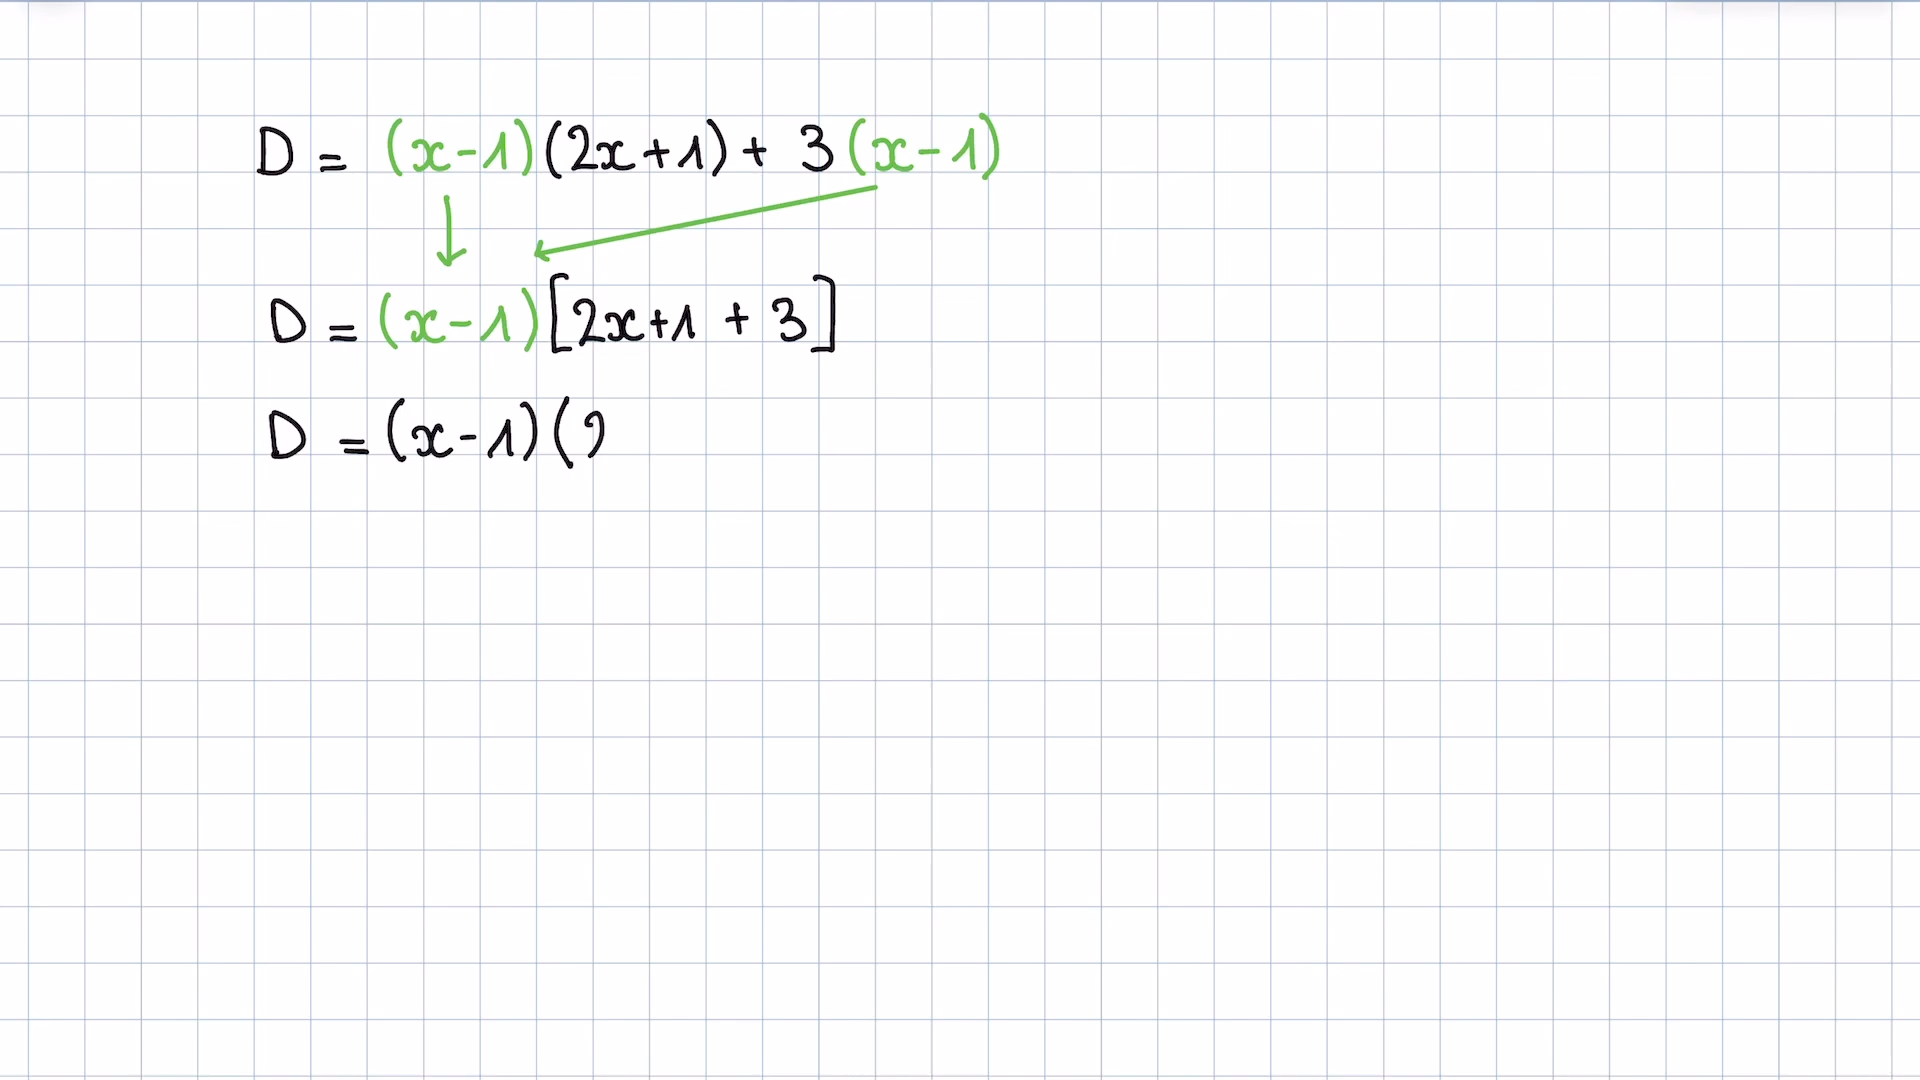 D = (x-1)(2x+1) + 3(x-1)
D = (x-1)[2x+1 + 3]
D = (x-1)(